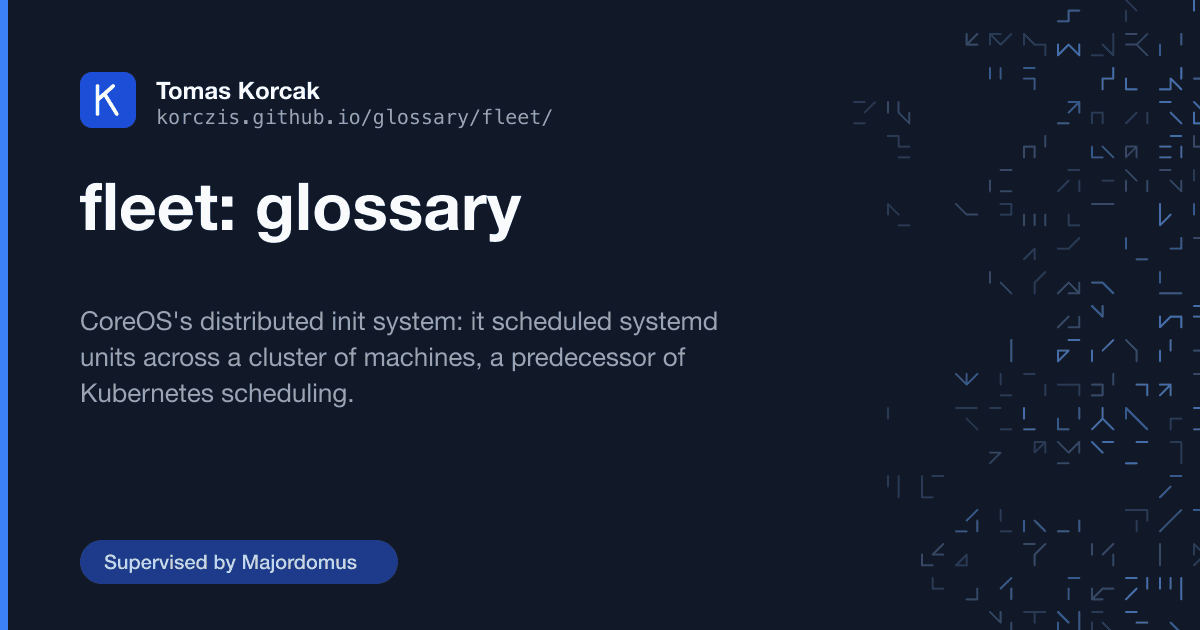 K
Tomas Korcak
korczis.github.io/glossary/fleet/
fleet: glossary
CoreOS's distributed init system: it scheduled systemd
units across a cluster of machines, a predecessor of
Kubernetes scheduling.
Supervised by Majordomus